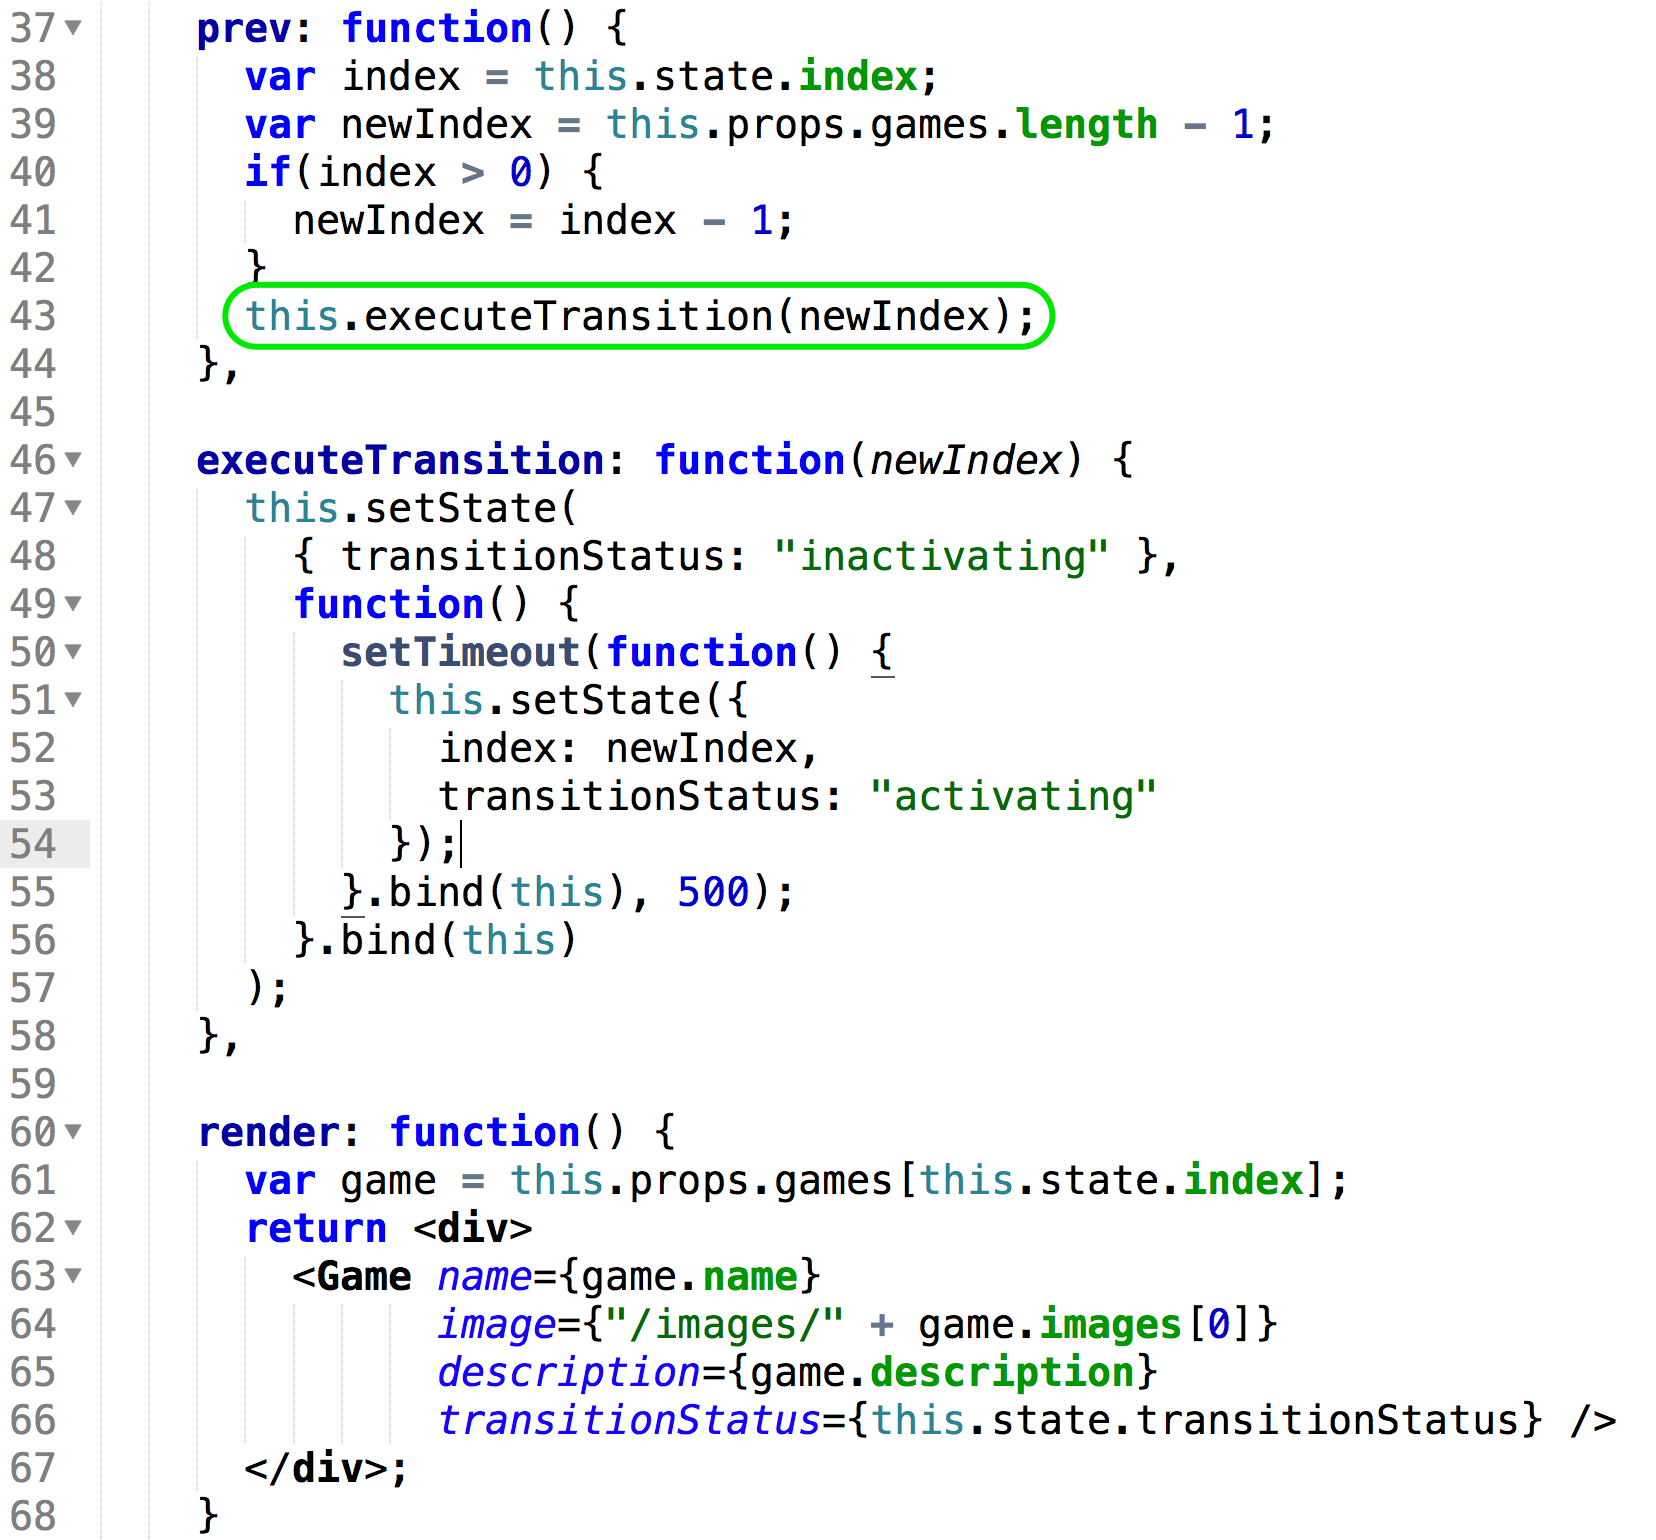 37 prev: function() {
38 var index = this.state.index;
39 var newIndex = this.props.games.length - 1;
40 if(index > 0) {
41 newIndex = index - 1;
42 }
43 this.executeTransition(newIndex);
44 },
45
46 executeTransition: function(newIndex) {
47 this.setState(
48 { transitionStatus: "inactivating" },
49 function() {
50 setTimeout(function() {
51 this.setState({
52 index: newIndex,
53 transitionStatus: "activating"
54 });
55 }.bind(this), 500);
56 }.bind(this)
57 );
58 },
59
60 render: function() {
61 var game = this.props.games[this.state.index];
62 return <div>
63 <Game name={game.name}
64 image={"/images/" + game.images[0]}
65 description={game.description}
66 transitionStatus={this.state.transitionStatus} />
67 </div>;
68 }